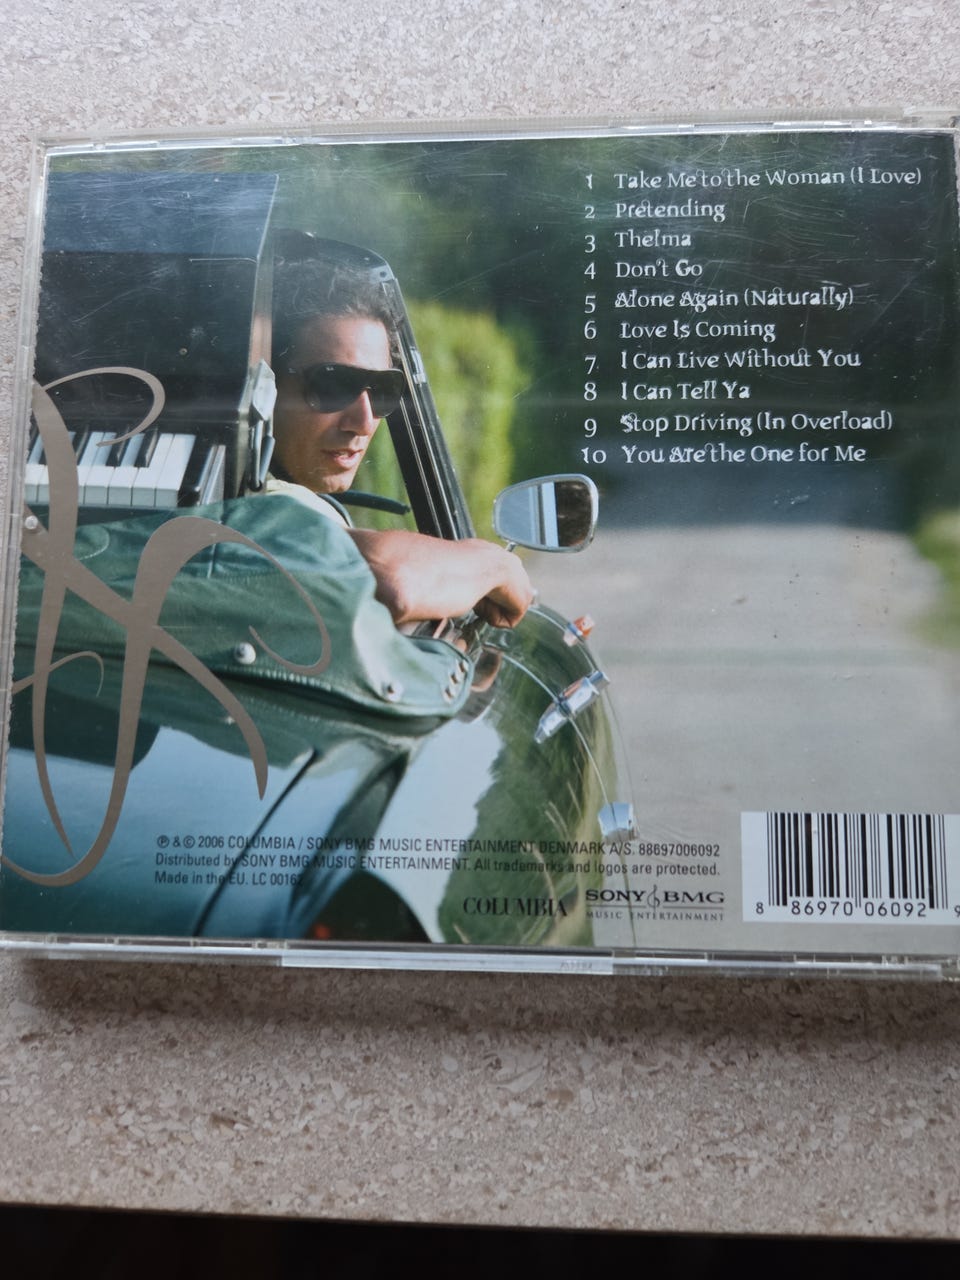 1 Take Me to the Woman (I Love)
2 Pretending
3 Thelma
4 Don't Go
5 Alone Again (Naturally)
6 Love Is Coming
7 I Can Live Without You
8 I Can Tell Ya
9 Stop Driving (In Overload)
10 You Are the One for Me
℗ & © 2006 COLUMBIA / SONY BMG MUSIC ENTERTAINMENT DENMARK A/S. 88697006092
Distributed by SONY BMG MUSIC ENTERTAINMENT. All trademarks and logos are protected.
Made in the EU. LC 00162
COLUMBIA
SONY BMG
MUSIC ENTERTAINMENT
8 86970 06092 9